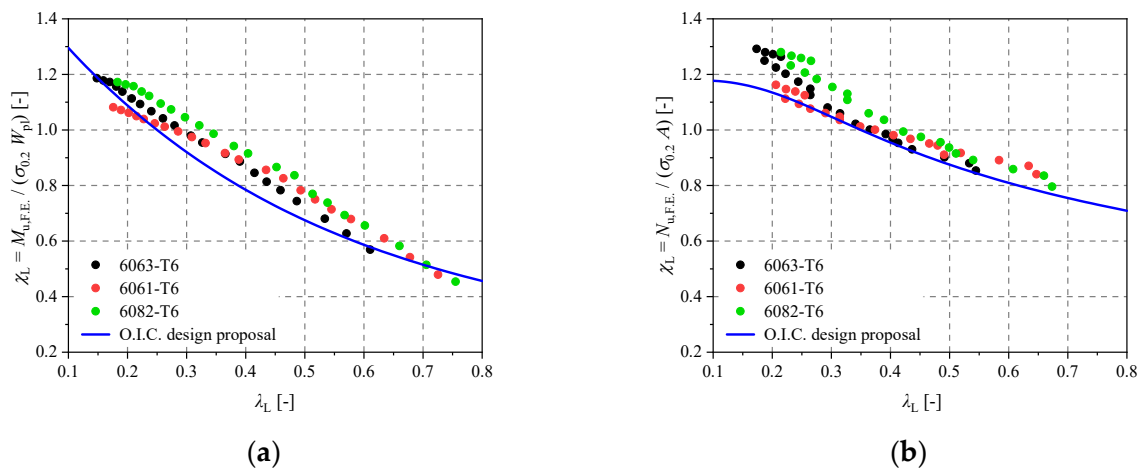 1.4
1.2
1.0
0.8
0.6
0.4
0.2
χL = Mu,F.E. / (σ0.2 Wpl) [-]
6063-T6
6061-T6
6082-T6
O.I.C. design proposal
0.1 0.2 0.3 0.4 0.5 0.6 0.7 0.8
λL [-]
(a)
1.4
1.2
1.0
0.8
0.6
0.4
0.2
χL = Nu,F.E. / (σ0.2 A) [-]
6063-T6
6061-T6
6082-T6
O.I.C. design proposal
0.1 0.2 0.3 0.4 0.5 0.6 0.7 0.8
λL [-]
(b)